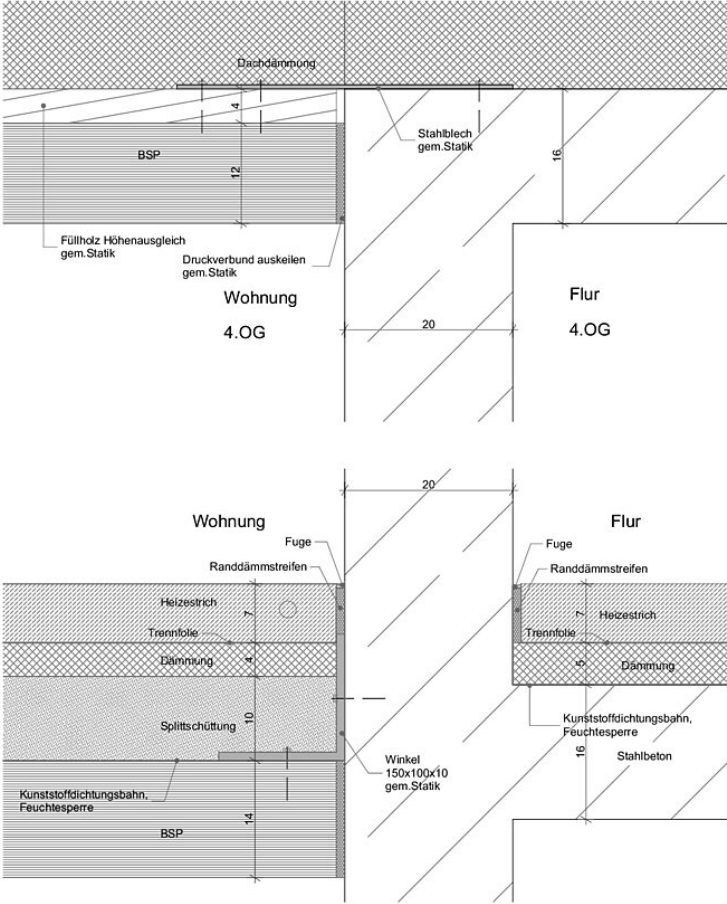 Dachdämmung
4
Stahlblech
gem.Statik
BSP
12
16
Füllholz Höhenausgleich
gem.Statik
Druckverbund auskeilen
gem.Statik
Wohnung
4.OG
Flur
4.OG
20
20
Wohnung
Flur
Fuge
Randdämmstreifen
Fuge
Randdämmstreifen
Heizestrich
7
7
Heizestrich
Trennfolie
Trennfolie
Dämmung
4
5
Dämmung
Splittschüttung
10
Kunststoffdichtungsbahn,
Feuchtesperre
16
Stahlbeton
Winkel
150x100x10
gem.Statik
Kunststoffdichtungsbahn,
Feuchtesperre
14
BSP